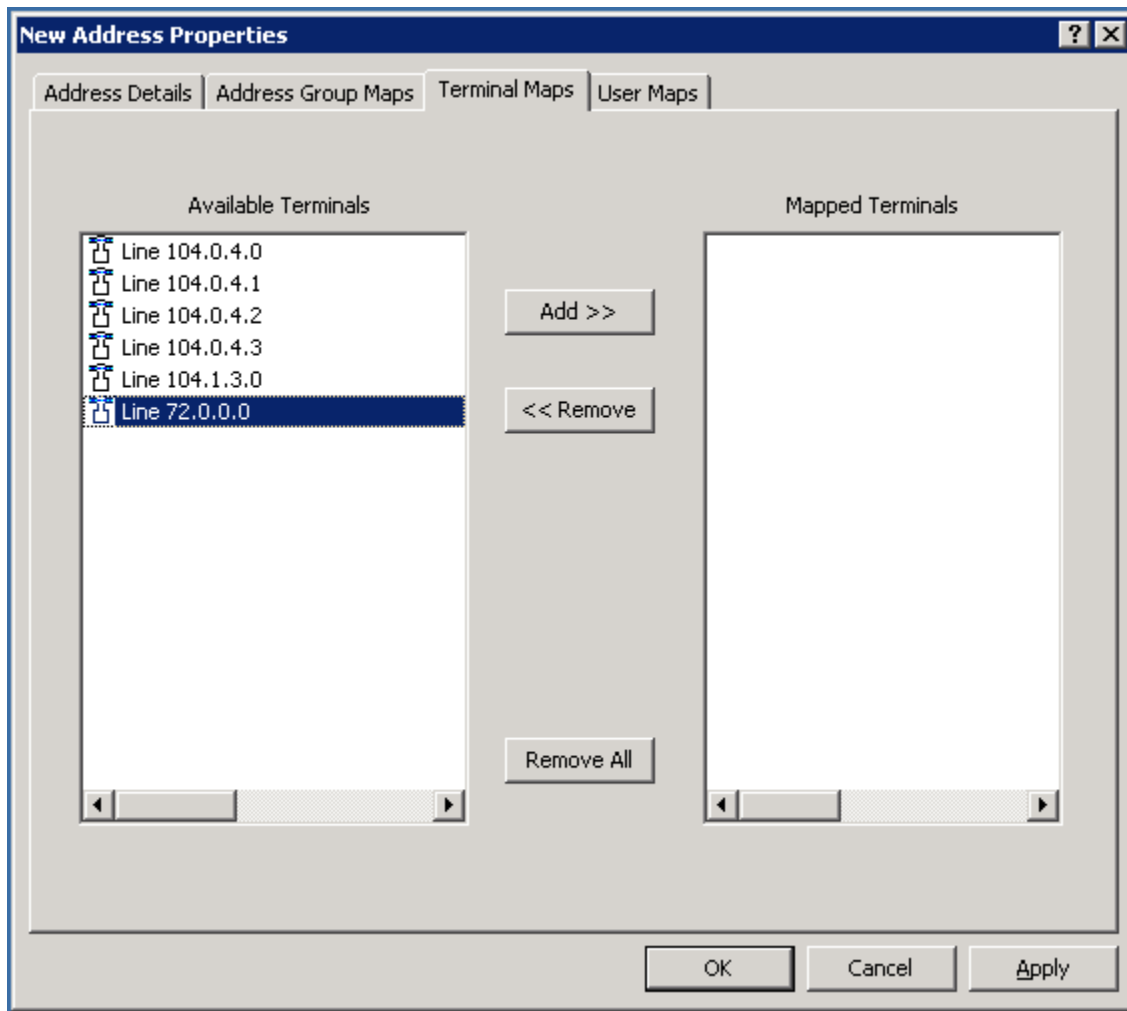 New Address Properties
Address Details
Address Group Maps
Terminal Maps
User Maps
Available Terminals
Mapped Terminals
Line 104.0.4.0
Line 104.0.4.1
Line 104.0.4.2
Line 104.0.4.3
Line 104.1.3.0
Line 72.0.0.0
Add >>
<< Remove
Remove All
OK
Cancel
Apply